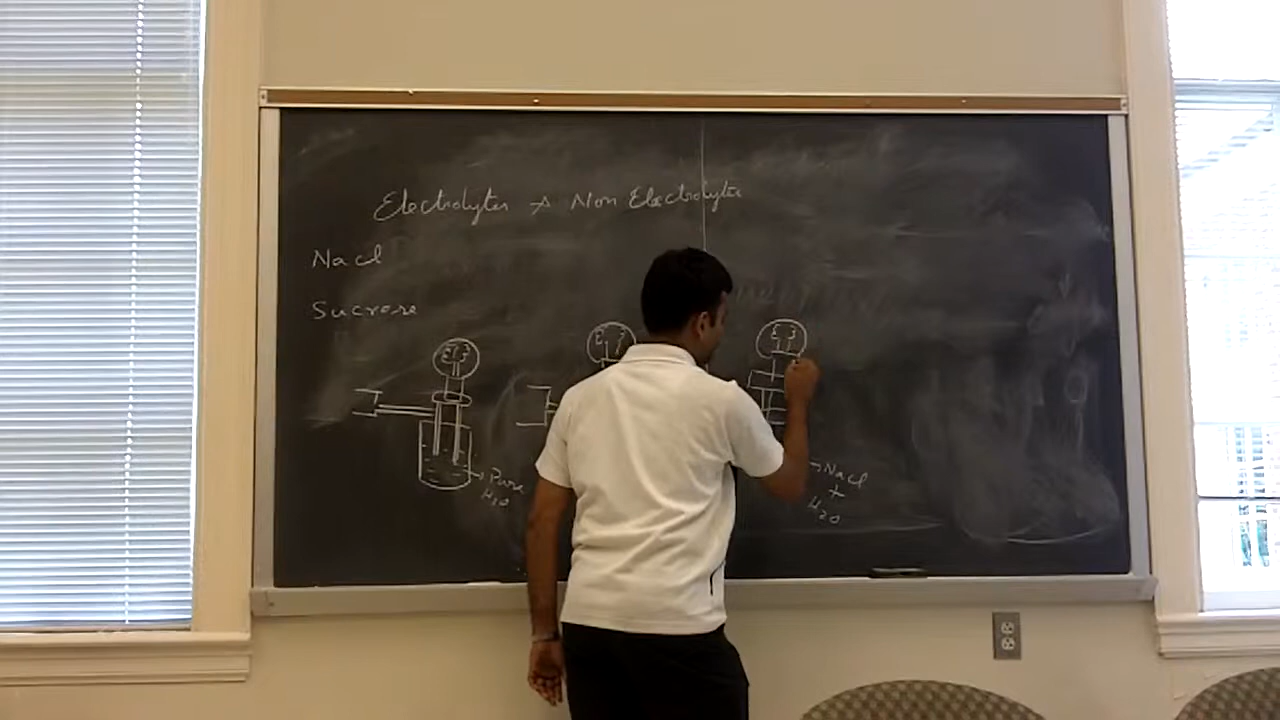 Electrolytes → Non Electrolytes
Nacl
Sucrose
→ Pure
H2O
→ Nacl
+
H2O